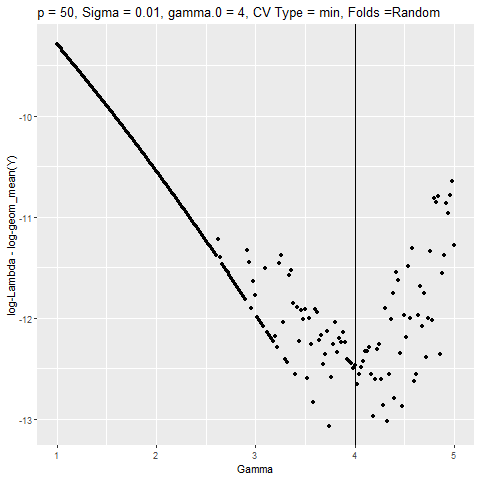 p = 50, Sigma = 0.01, gamma.0 = 4, CV Type = min, Folds =Random
log-Lambda - log-geom_mean(Y)
-10
-11
-12
-13
1 2 3 4 5
Gamma